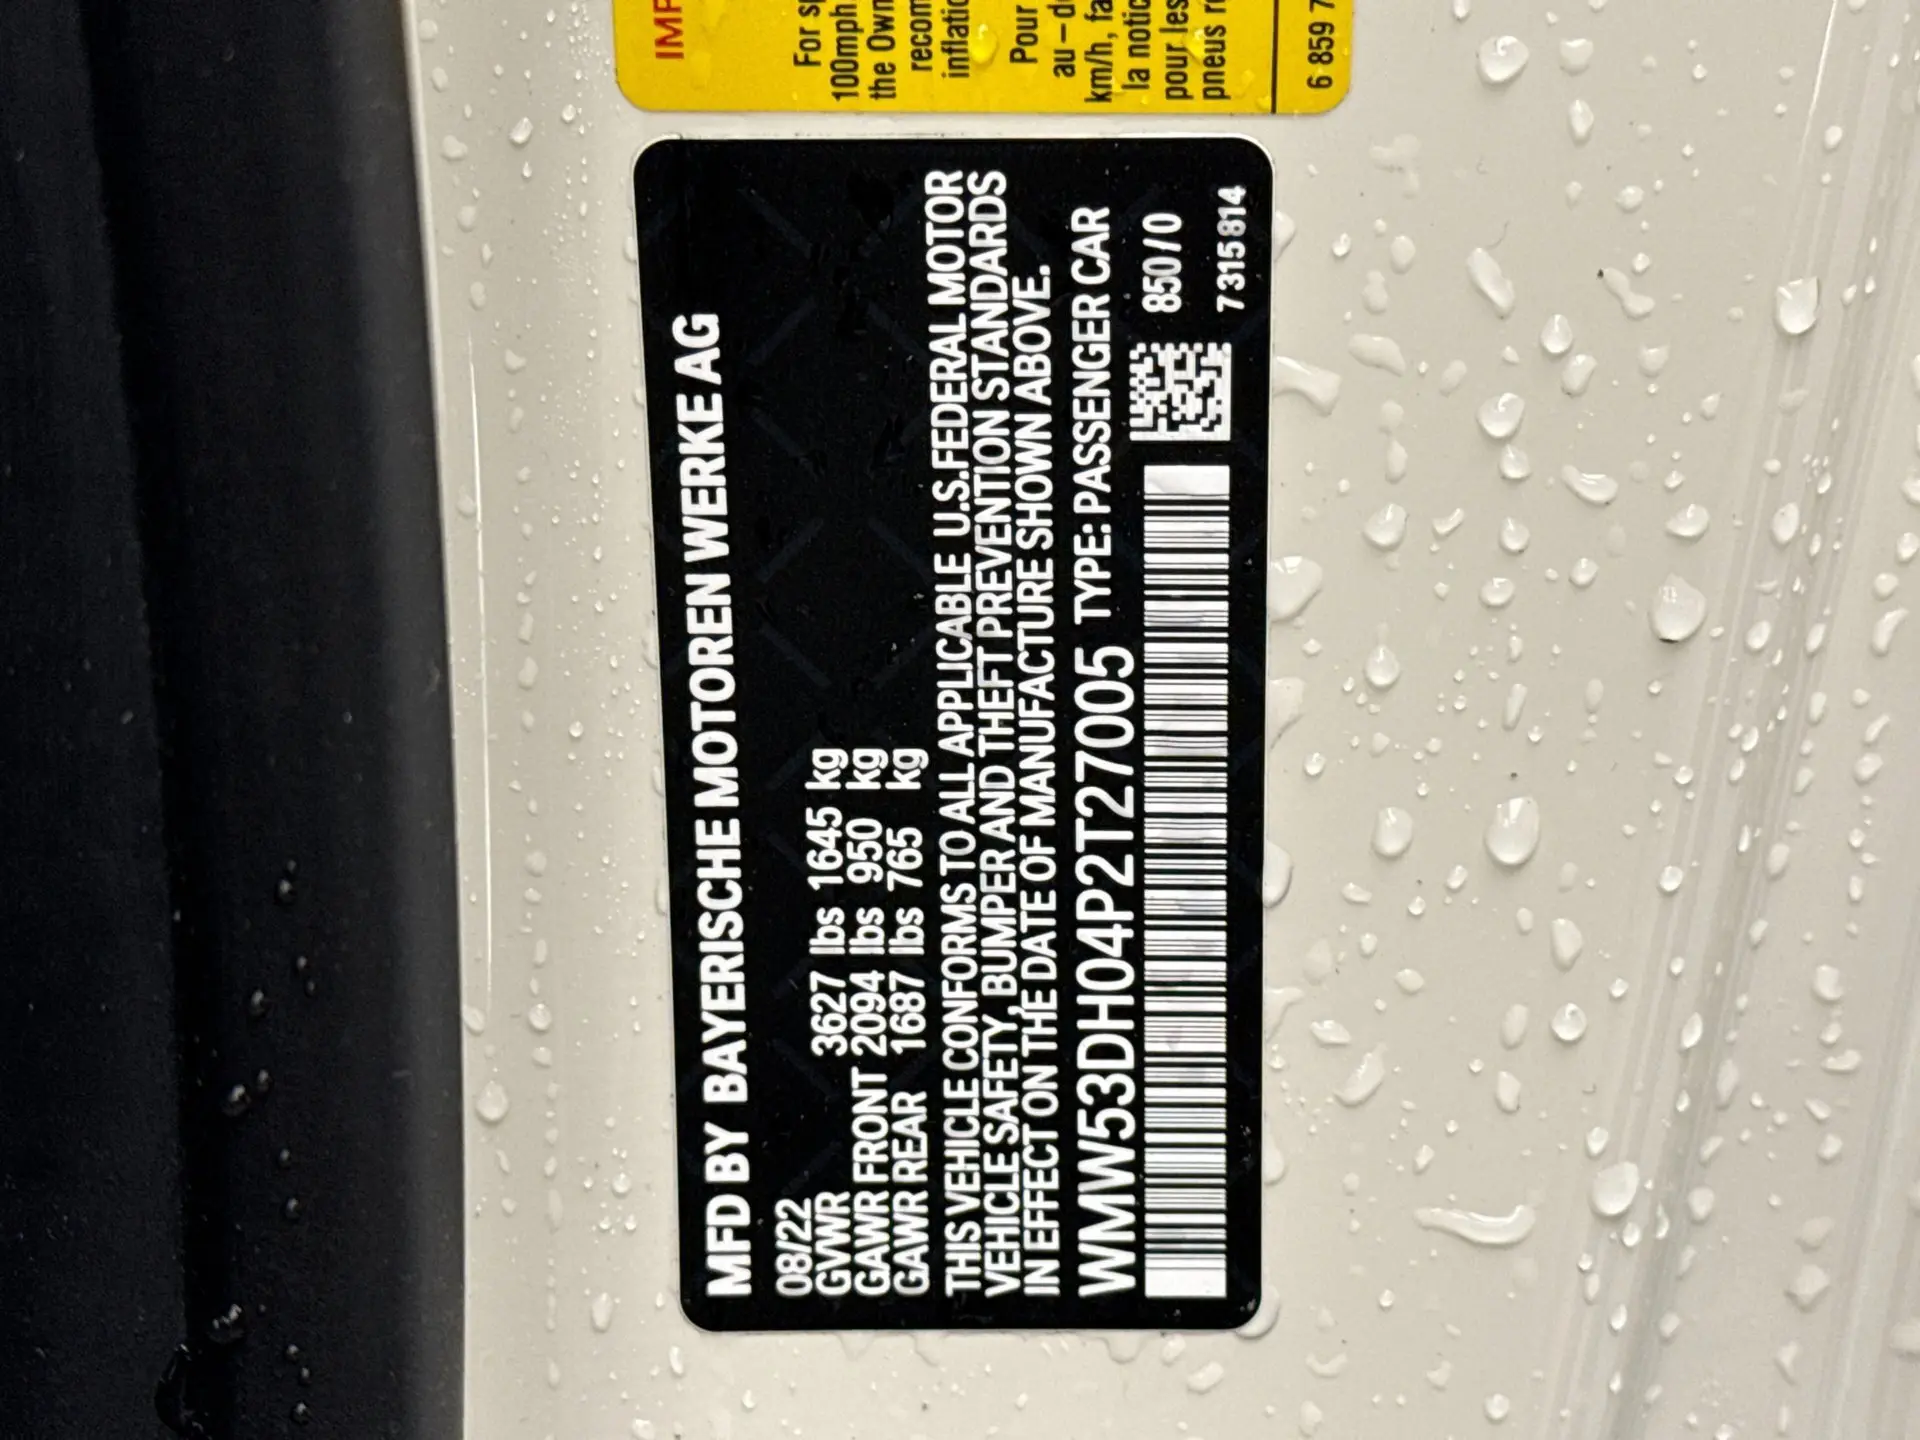 MFD BY BAYERISCHE MOTOREN WERKE AG
08/22
GVWR 3627 lbs 1645 kg
GAWR FRONT 2094 lbs 950 kg
GAWR REAR 1687 lbs 765 kg
THIS VEHICLE CONFORMS TO ALL APPLICABLE U.S.FEDERAL MOTOR
VEHICLE SAFETY, BUMPER AND THEFT PREVENTION STANDARDS
IN EFFECT ON THE DATE OF MANUFACTURE SHOWN ABOVE.
WMW53DH04P2T27005 TYPE: PASSENGER CAR
850/0
7315814
For
100mph.
the Own
recom
inflatio
Pour
au-d
km/h, fa
la notic
pour les
pneus
6 859 7